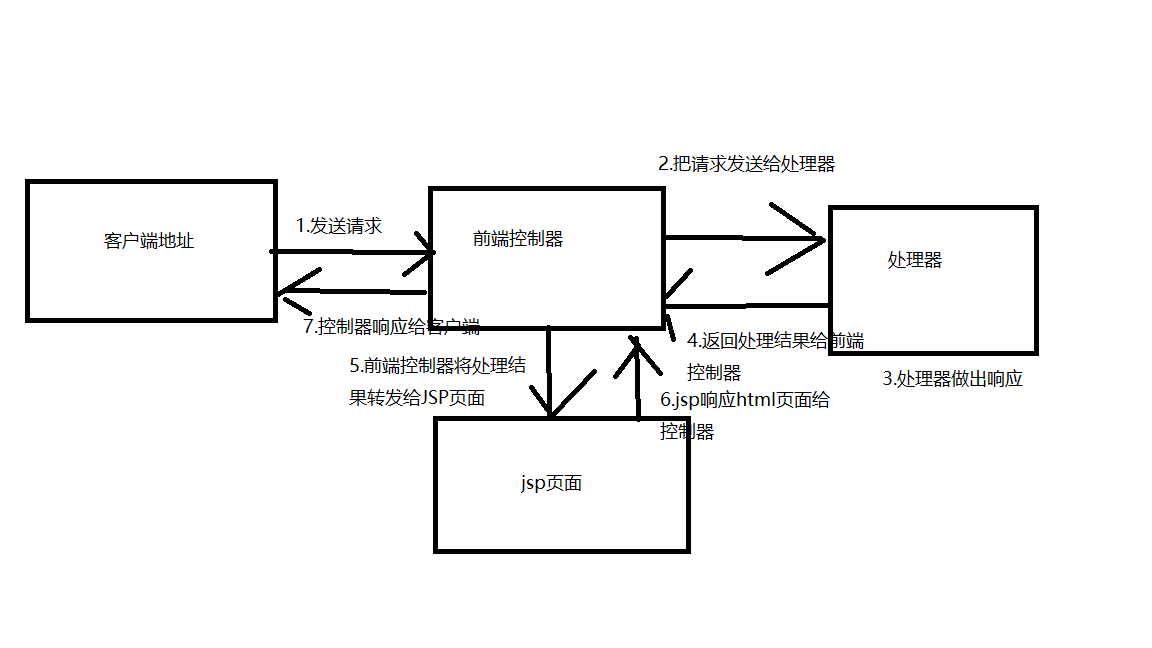 2.把请求发送给处理器
1.发送请求
客户端地址
前端控制器
处理器
7.控制器响应给客户端
4.返回处理结果给前端
控制器
5.前端控制器将处理结
果转发给JSP页面
3.处理器做出响应
6.jsp响应html页面给
控制器
jsp页面